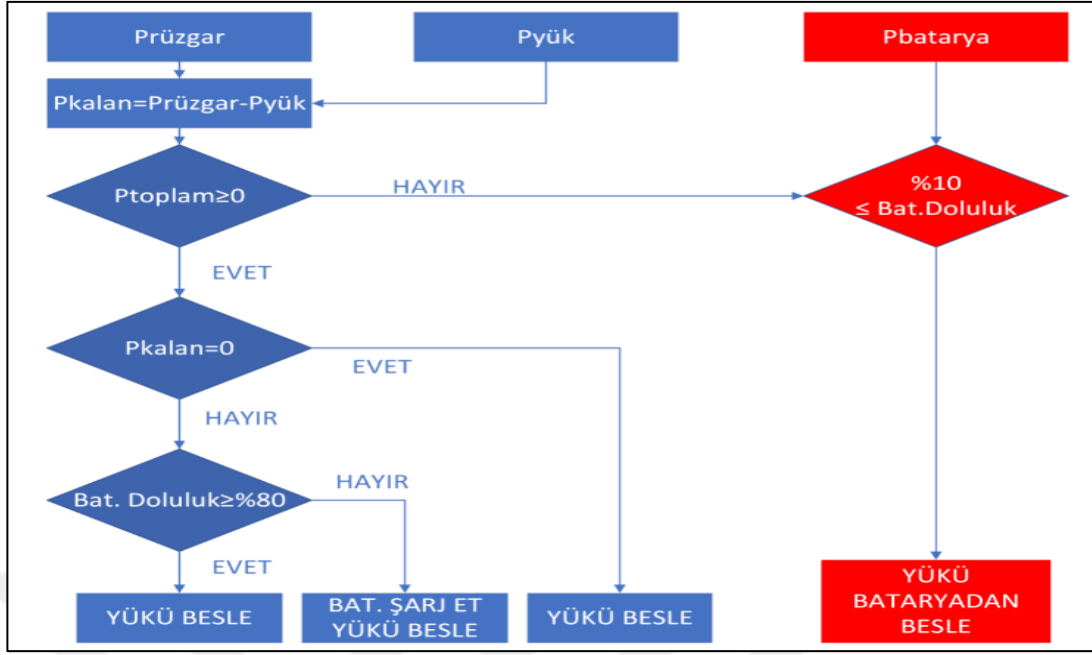 Prüzgar
Pyük
Pbatarya
Pkalan=Prüzgar-Pyük
Ptoplam≥0
HAYIR
%10
≤ Bat.Doluluk
EVET
Pkalan=0
EVET
HAYIR
Bat. Doluluk≥%80
HAYIR
EVET
YÜKÜ BESLE
BAT. ŞARJ ET
YÜKÜ BESLE
YÜKÜ BESLE
YÜKÜ
BATARYADAN
BESLE